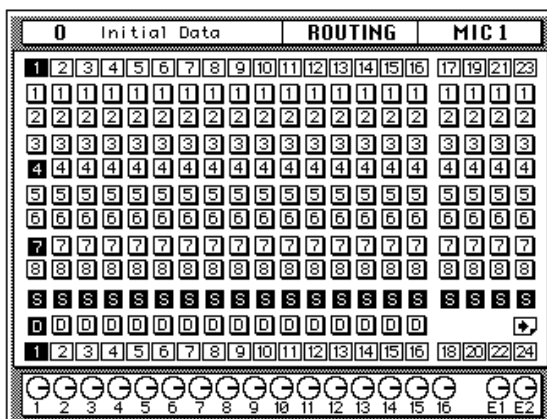 0 Initial Data ROUTING MIC 1
1 2 3 4 5 6 7 8 9 10 11 12 13 14 15 16 17 19 21 23
1 1 1 1 1 1 1 1 1 1 1 1 1 1 1 1 1 1 1 1
2 2 2 2 2 2 2 2 2 2 2 2 2 2 2 2 2 2 2 2
3 3 3 3 3 3 3 3 3 3 3 3 3 3 3 3 3 3 3 3
4 4 4 4 4 4 4 4 4 4 4 4 4 4 4 4 4 4 4 4
5 5 5 5 5 5 5 5 5 5 5 5 5 5 5 5 5 5 5 5
6 6 6 6 6 6 6 6 6 6 6 6 6 6 6 6 6 6 6 6
7 7 7 7 7 7 7 7 7 7 7 7 7 7 7 7 7 7 7 7
8 8 8 8 8 8 8 8 8 8 8 8 8 8 8 8 8 8 8 8
S S S S S S S S S S S S S S S S S S S S
D D D D D D D D D D D D D D D D
1 2 3 4 5 6 7 8 9 10 11 12 13 14 15 16 18 20 22 24
1 2 3 4 5 6 7 8 9 10 11 12 13 14 15 16 E1 E2